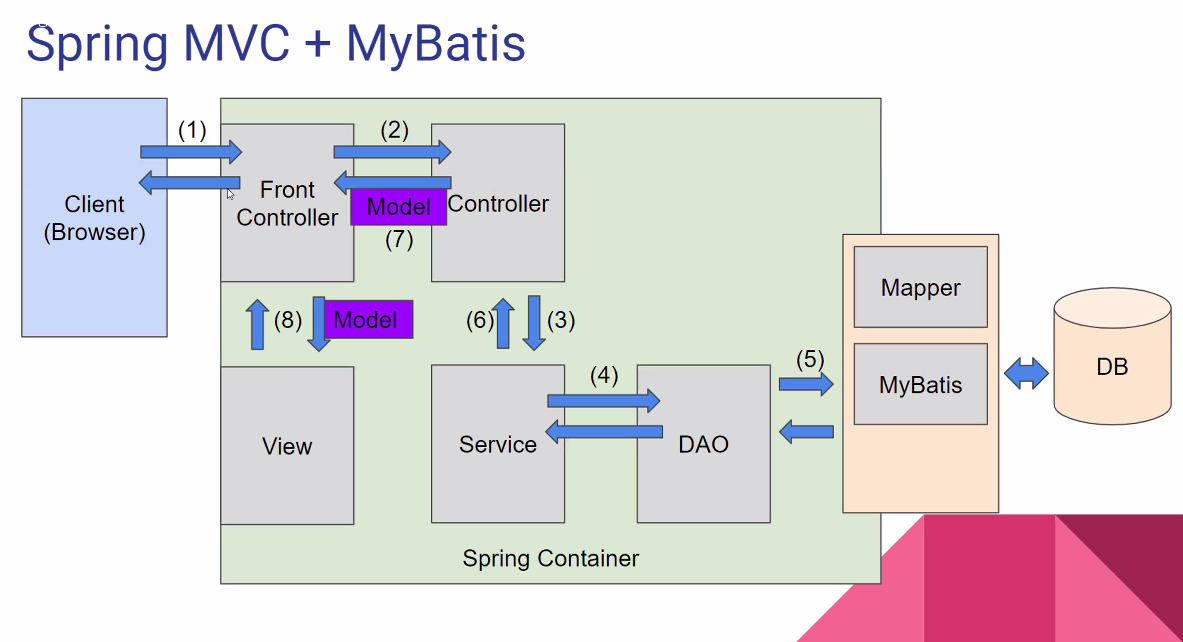 Spring MVC + MyBatis
(1)
(2)
Client
(Browser)
Front
Controller
Model
Controller
(7)
(8)
Model
(6)
(3)
Mapper
MyBatis
DB
(5)
(4)
View
Service
DAO
Spring Container